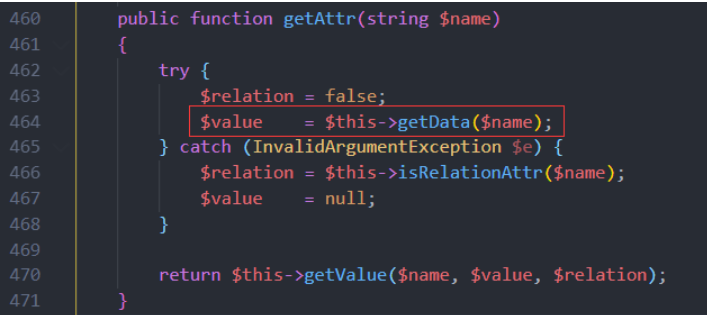 460 public function getAttr(string $name)
461 {
462 try {
463 $relation = false;
464 $value = $this->getData($name);
465 } catch (InvalidArgumentException $e) {
466 $relation = $this->isRelationAttr($name);
467 $value = null;
468 }
469
470 return $this->getValue($name, $value, $relation);
471 }